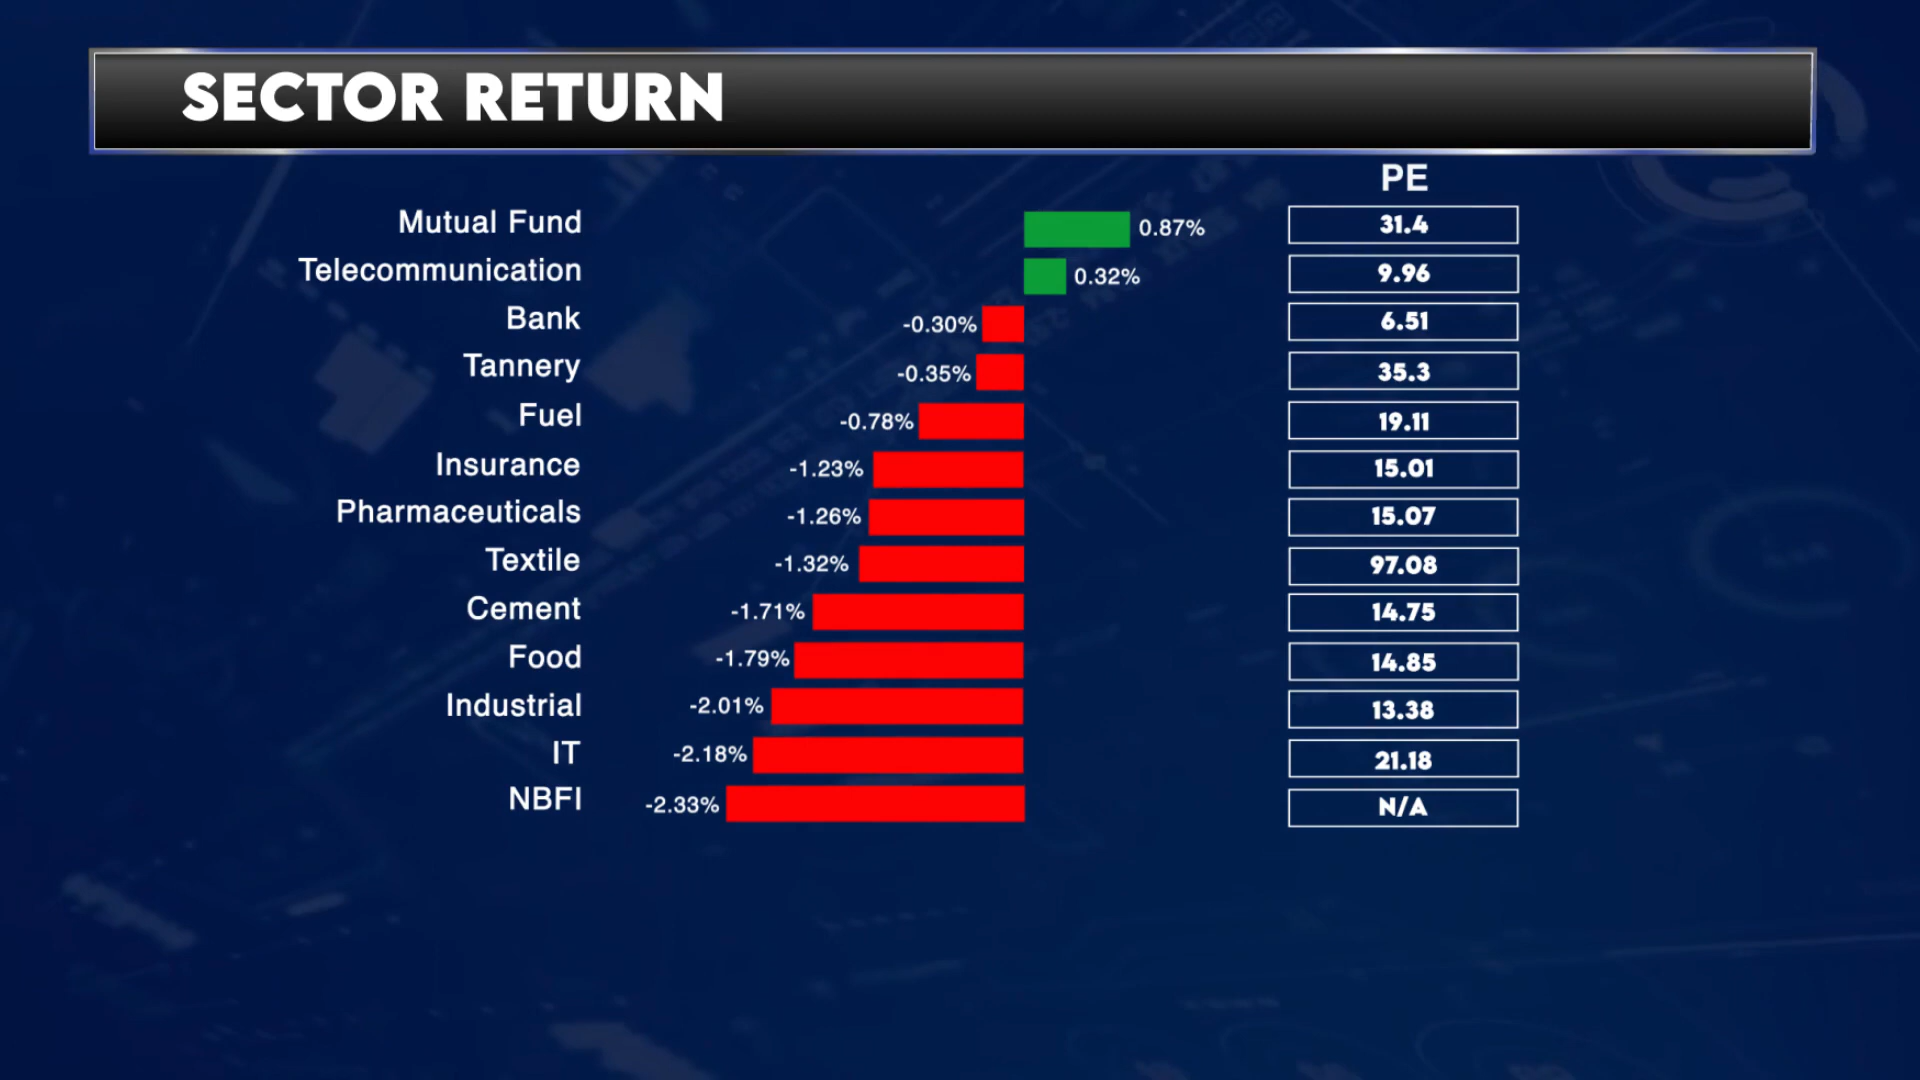 SECTOR RETURN
PE
Mutual Fund 0.87% 31.4
Telecommunication 0.32% 9.96
Bank -0.30% 6.51
Tannery -0.35% 35.3
Fuel -0.78% 19.11
Insurance -1.23% 15.01
Pharmaceuticals -1.26% 15.07
Textile -1.32% 97.08
Cement -1.71% 14.75
Food -1.79% 14.85
Industrial -2.01% 13.38
IT -2.18% 21.18
NBFI -2.33% N/A